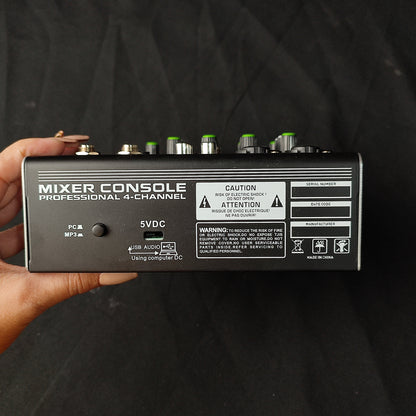 MIXER CONSOLE
PROFESSIONAL 4-CHANNEL
PC
MP3
5VDC
USB AUDIO
Using computer DC
CAUTION
RISK OF ELECTRIC SHOCK !
DO NOT OPEN!
ATTENTION
RISQUE DE CHOC ELECTRIQUE!
NE PAS OUVRIR!
WARNING: TO REDUCE THE RISK OF FIRE
OR ELECTRIC SHOCK.DO NO EXPOSE TJIS
EQUIPMENT TO RAIN OR MOISTURE.DO NOT
REMOVE COVER.NO USER SERVICEABLE
PARTS INSIDE.REFER SERVICING TO
QUALIFIED PERSONNEL.
SERIAL NUMBER
DATE CODE
MANUFACTURER
MADE IN CHINA